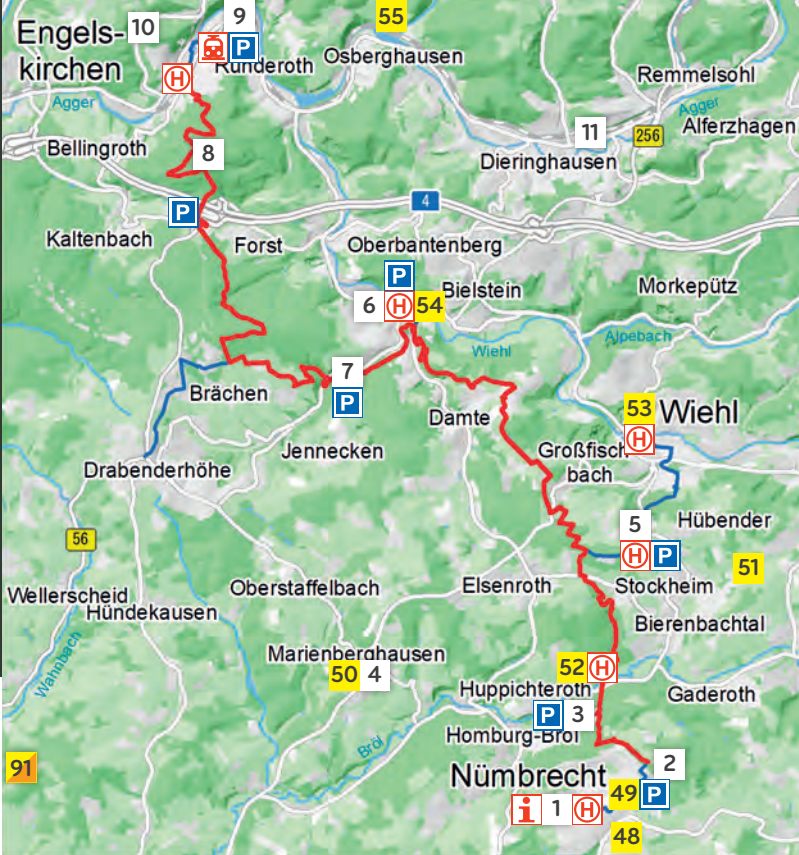 10
9
55
Engels-
kirchen
P
Ründeroth
Osberghausen
H
Remmelsohl
Agger
Agger
11
256
Alferzhagen
Bellingroth
8
Dieringhausen
P
4
Kaltenbach
Forst
Oberbantenberg
P
Bielstein
Morkepütz
6
H
54
Alpebach
Wiehl
7
Brächen
P
53
Wiehl
Damte
H
Jennecken
Großfisch
bach
Drabenderhöhe
5
Hübender
56
H
P
51
Elsenroth
Stockheim
Oberstaffelbach
Wellerscheid
Hündekausen
Bierenbachtal
Marienberghausen
Wahnbach
50
4
52
H
Huppichteroth
Gaderoth
P
3
Homburg-Bröl
Bröl
91
Nümbrecht
2
49
P
i
1
H
48